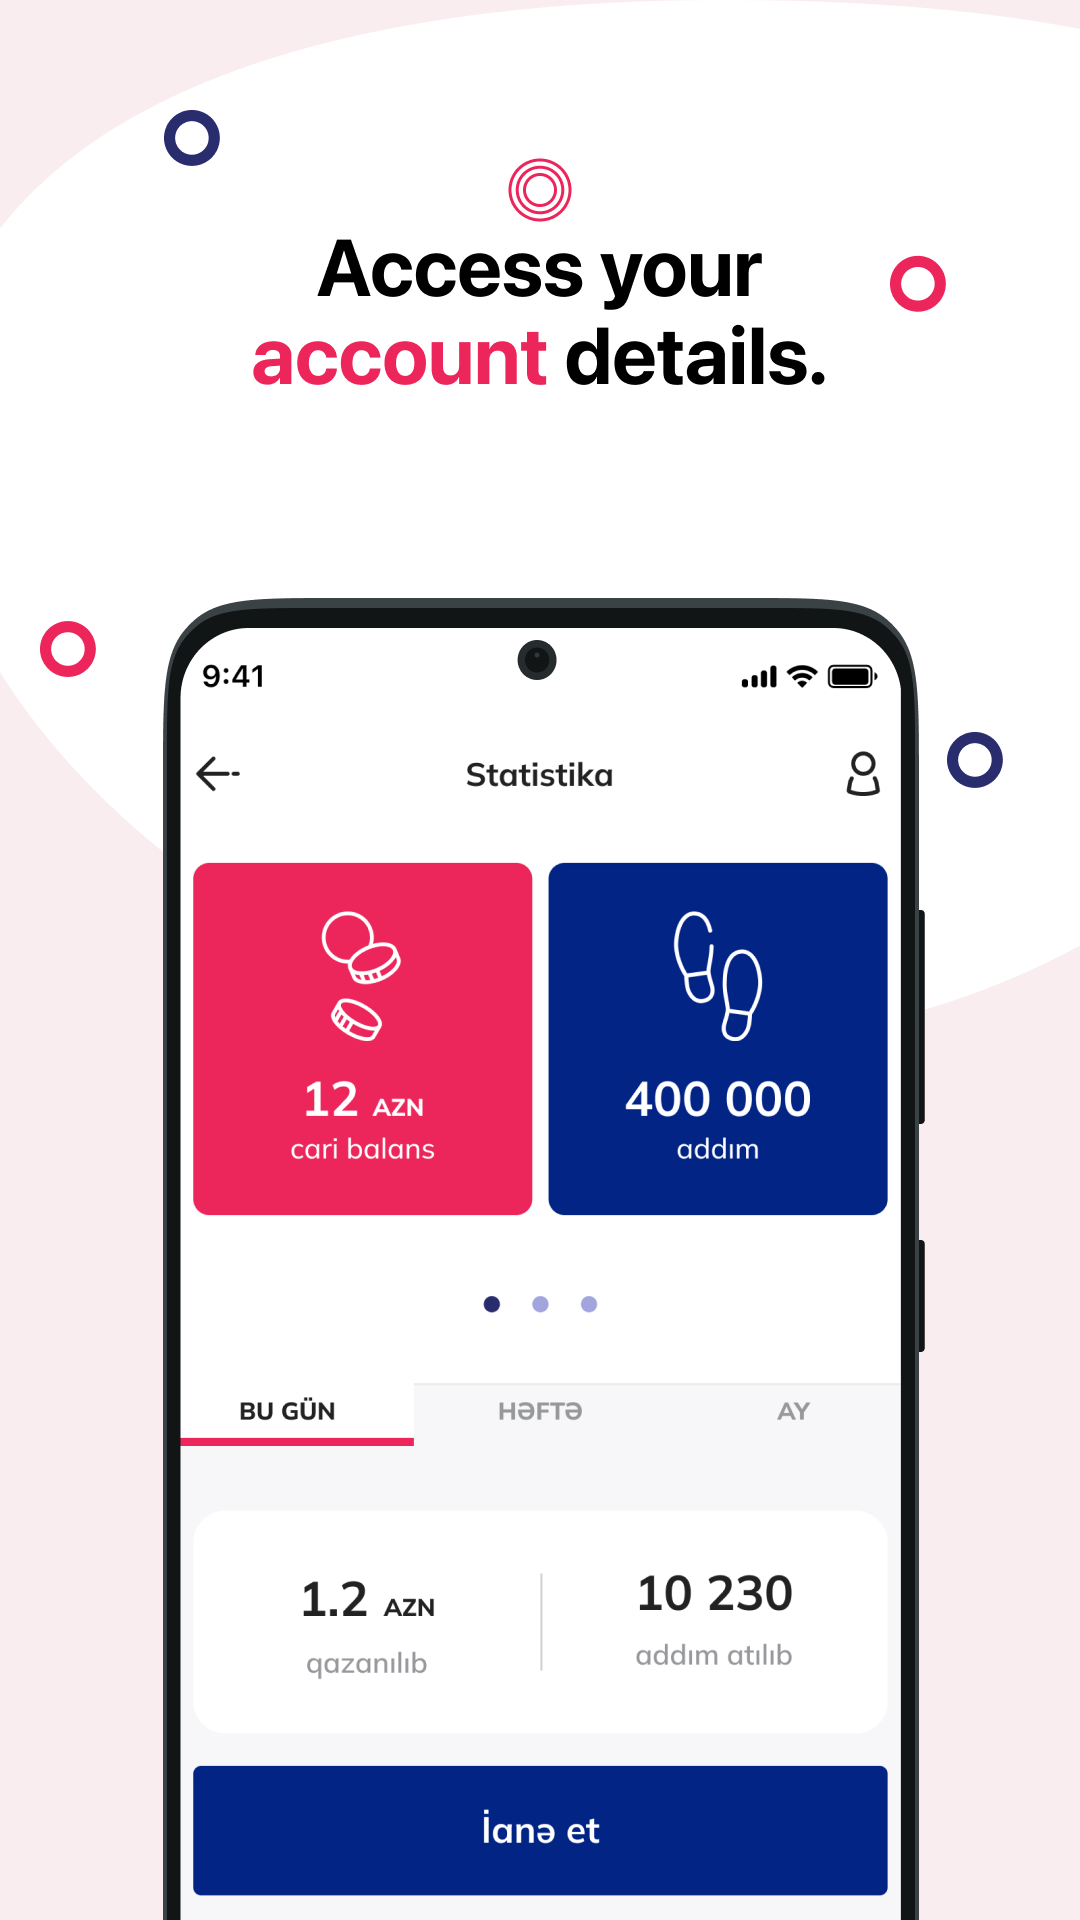 Access your
account details.
9:41
Statistika
12 AZN
cari balans
400 000
addım
BU GÜN
HƏFTƏ
AY
1.2 AZN
qazanılıb
10 230
addım atılıb
İanə et